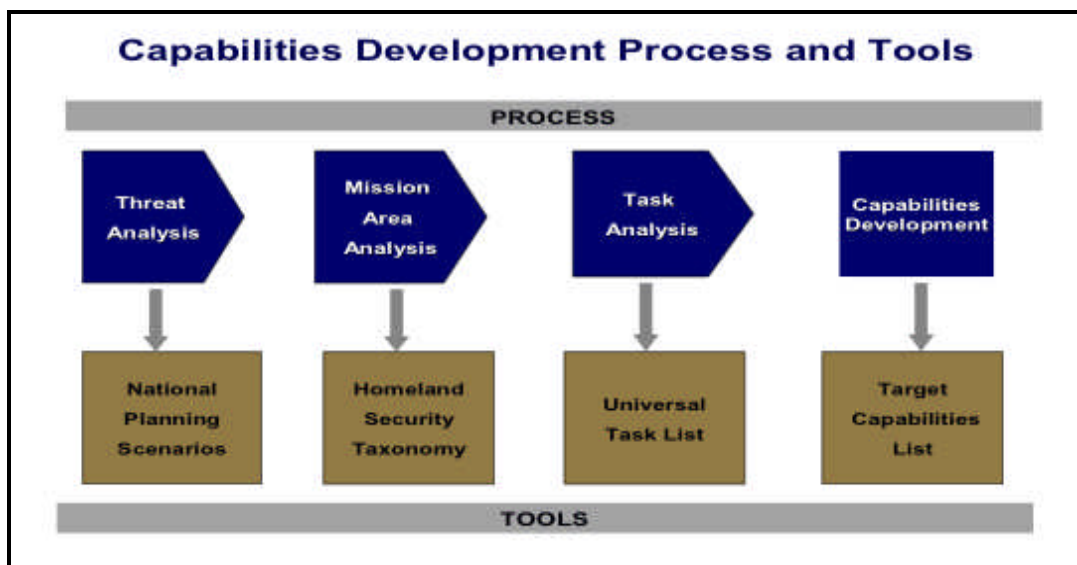 Capabilities Development Process and Tools
PROCESS
Threat
Analysis
Mission
Area
Analysis
Task
Analysis
Capabilities
Development
National
Planning
Scenarios
Homeland
Security
Taxonomy
Universal
Task List
Target
Capabilities
List
TOOLS